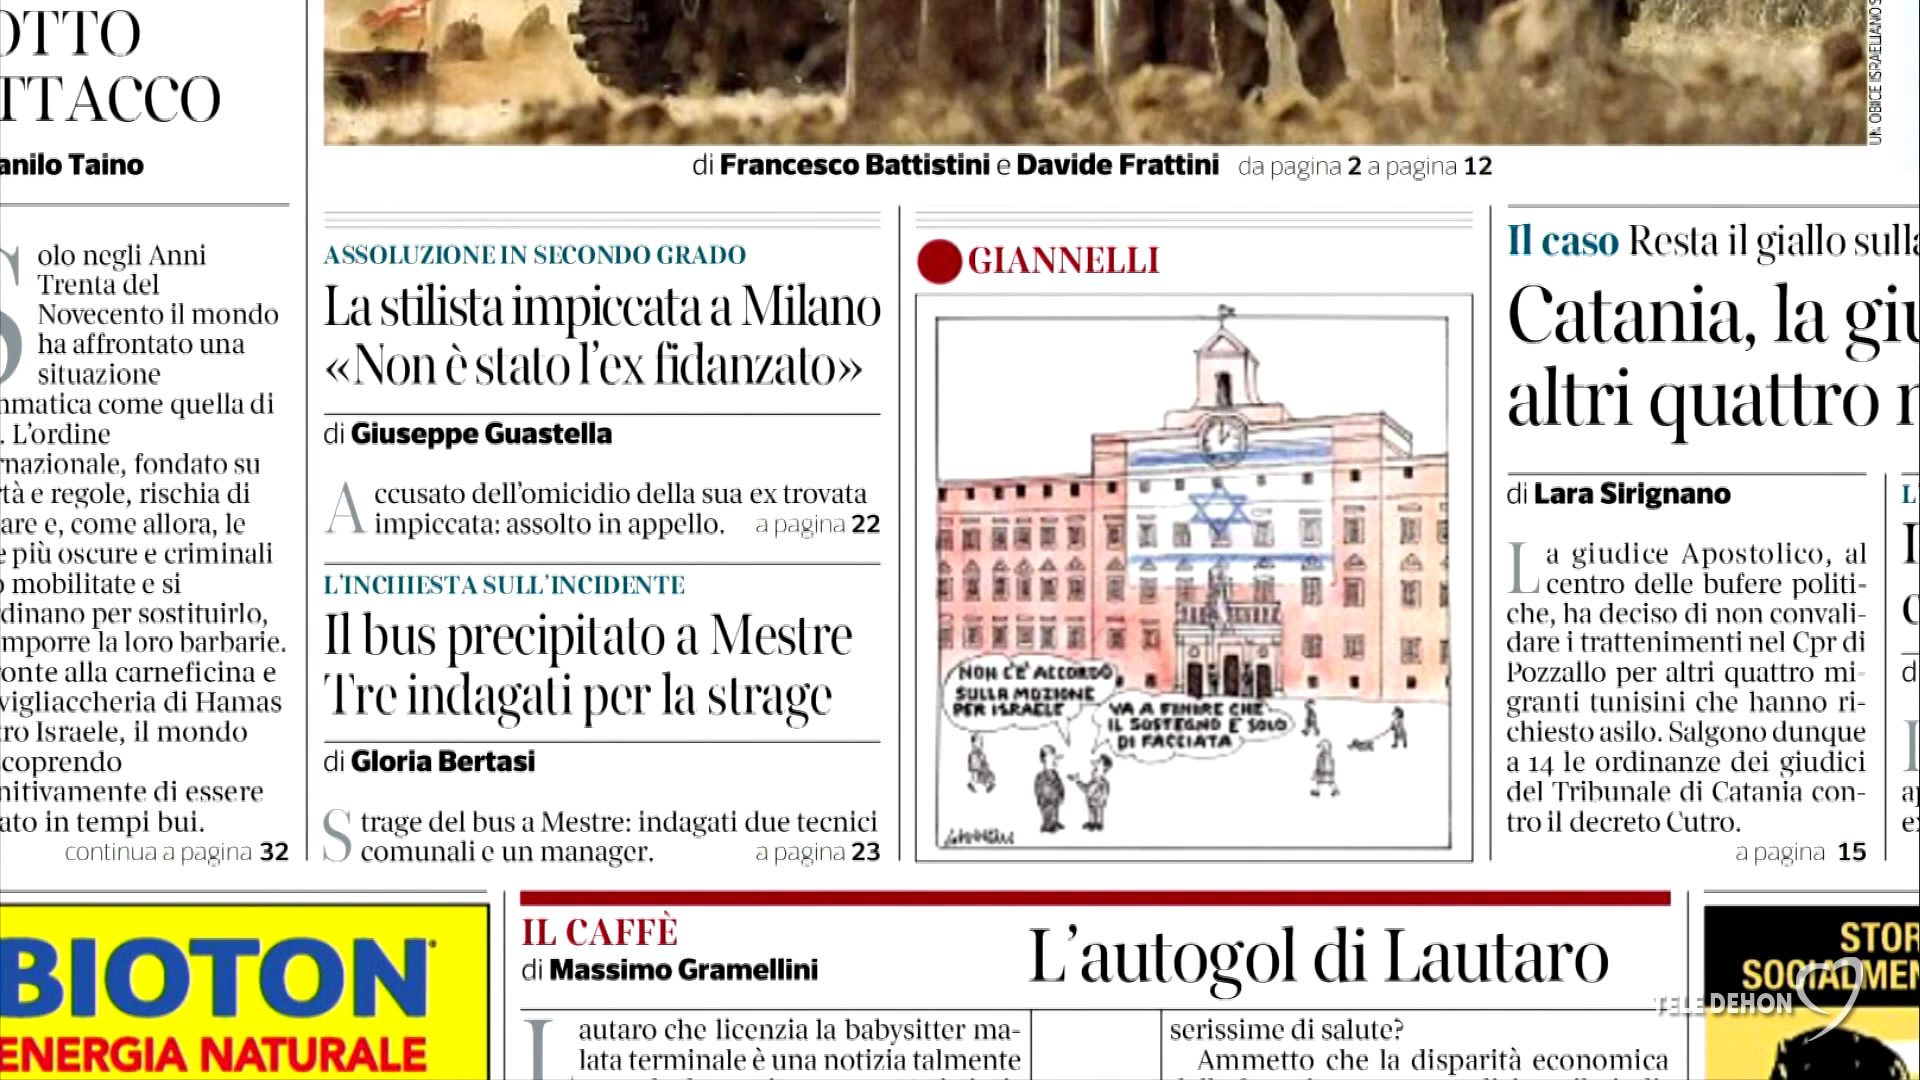 OTTO
TTACCO
anilo Taino
olo negli Anni
Trenta del
Novecento il mondo
ha affrontato una
situazione
mmatica come quella di
. L'ordine
rnazionale, fondato su
tà e regole, rischia di
are e, come allora, le
e più oscure e criminali
o mobilitate e si
dinano per sostituirlo,
mporre la loro barbarie.
onte alla carneficina e
vigliaccheria di Hamas
ro Israele, il mondo
coprendo
nitivamente di essere
ato in tempi bui.
continua a pagina 32
UN OBICE ISRAELIANO
di Francesco Battistini e Davide Frattini da pagina 2 a pagina 12
ASSOLUZIONE IN SECONDO GRADO
La stilista impiccata a Milano
«Non è stato l'ex fidanzato»
di Giuseppe Guastella
Accusato dell'omicidio della sua ex trovata
impiccata: assolto in appello. a pagina 22
L'INCHIESTA SULL'INCIDENTE
Il bus precipitato a Mestre
Tre indagati per la strage
di Gloria Bertasi
Strage del bus a Mestre: indagati due tecnici
comunali e un manager. a pagina 23
GIANNELLI
NON C'E' ACCORDO
SULLA MOZIONE
PER ISRAELE
VA A FINIRE CHE
IL SOSTEGNO E' SOLO
DI FACCIATA
Giannelli
Il caso Resta il giallo sulla
Catania, la giu
altri quattro
di Lara Sirignano
La giudice Apostolico, al
centro delle bufere politi-
che, ha deciso di non convali-
dare i trattenimenti nel Cpr di
Pozzallo per altri quattro mi-
granti tunisini che hanno ri-
chiesto asilo. Salgono dunque
a 14 le ordinanze dei giudici
del Tribunale di Catania con-
tro il decreto Cutro.
a pagina 15
BIOTON
ENERGIA NATURALE
IL CAFFÈ
di Massimo Gramellini
L'autogol di Lautaro
Lautaro che licenzia la babysitter ma-
lata terminale è una notizia talmente
serissime di salute?
Ammetto che la disparità economica
STOR
SOCIALMEN
TELE DEHON